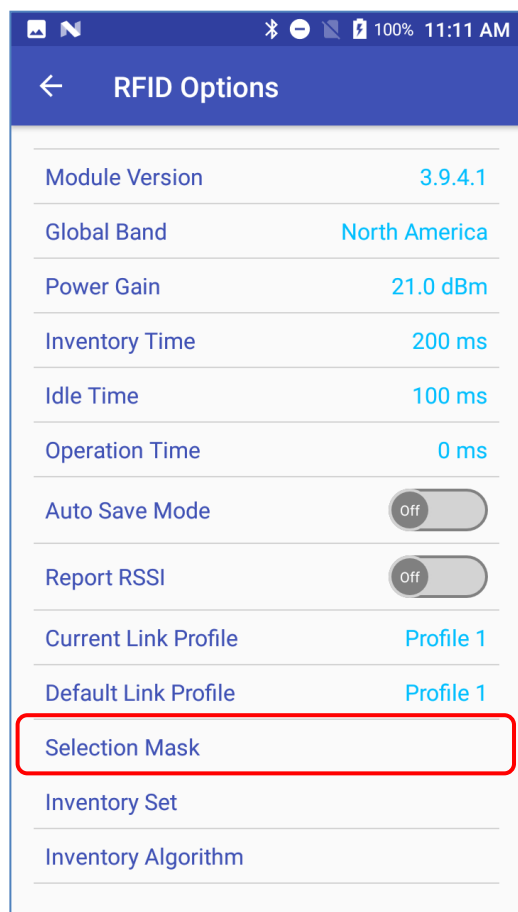 100% 11:11 AM
RFID Options
Module Version 3.9.4.1
Global Band North America
Power Gain 21.0 dBm
Inventory Time 200 ms
Idle Time 100 ms
Operation Time 0 ms
Auto Save Mode Off
Report RSSI Off
Current Link Profile Profile 1
Default Link Profile Profile 1
Selection Mask
Inventory Set
Inventory Algorithm